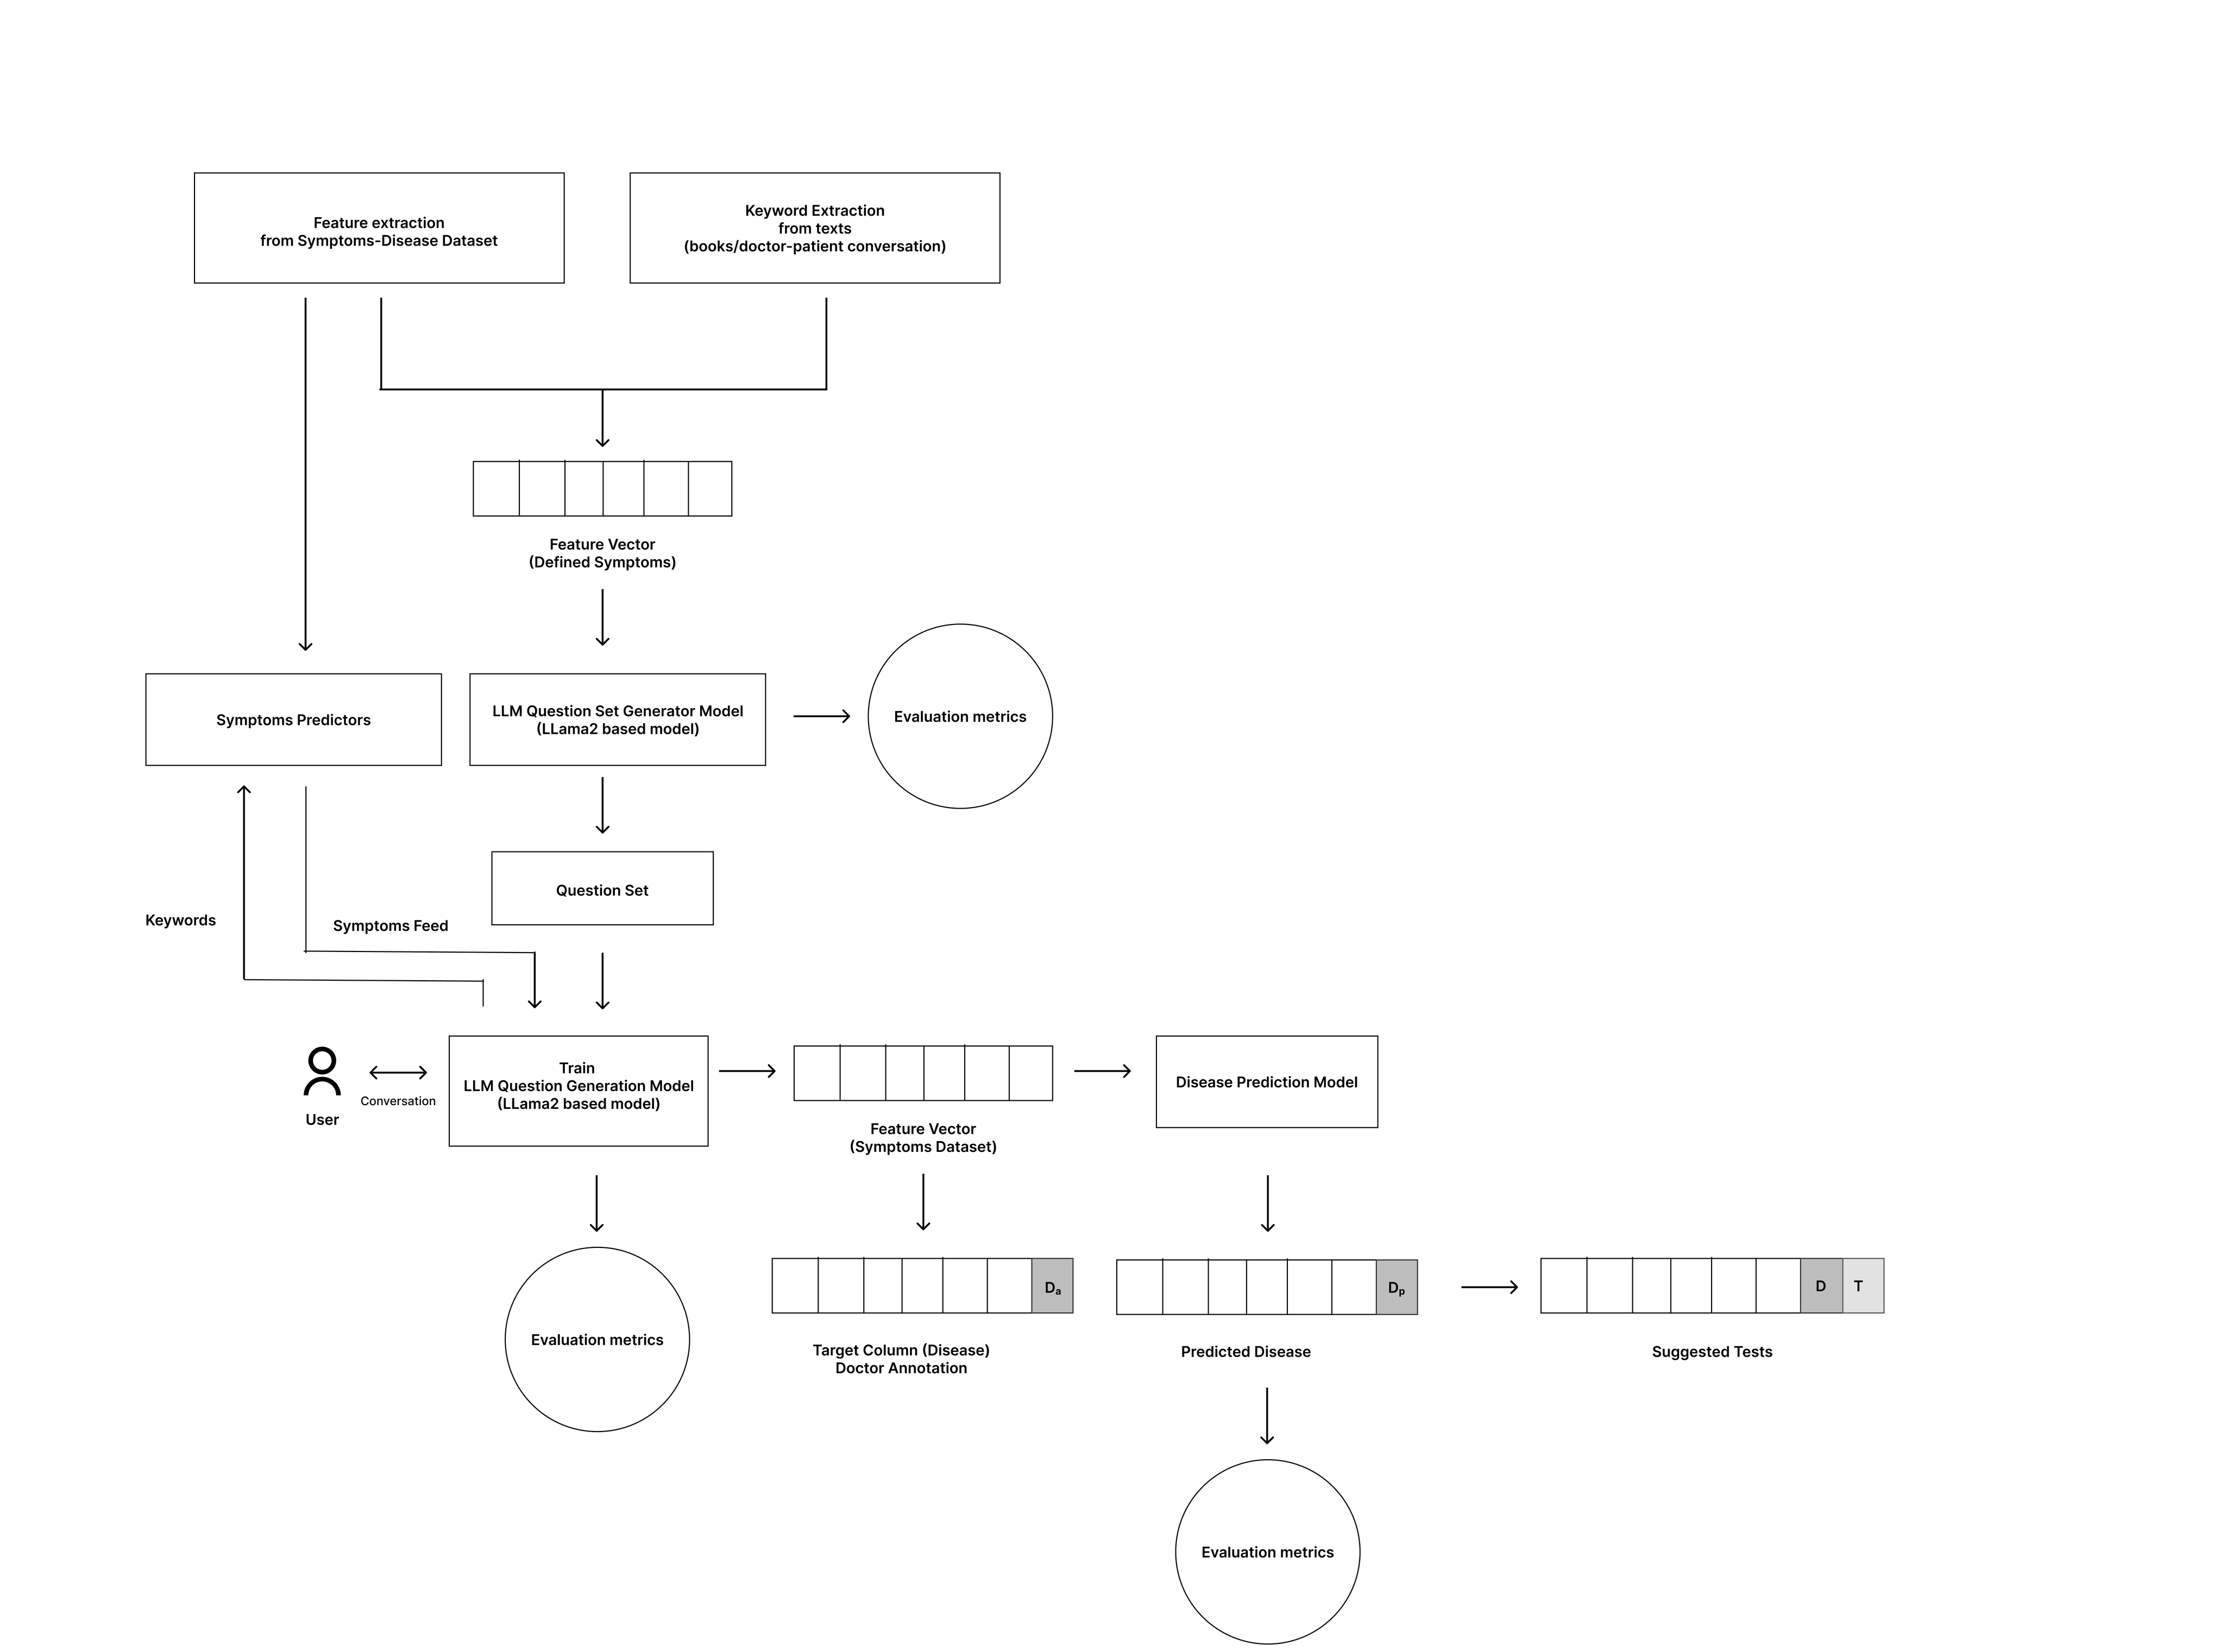 Feature extraction
from Symptoms-Disease Dataset
Keyword Extraction
from texts
(books/doctor-patient conversation)
Feature Vector
(Defined Symptoms)
Symptoms Predictors
LLM Question Set Generator Model
(LLama2 based model)
Evaluation metrics
Question Set
Keywords
Symptoms Feed
User
Conversation
Train
LLM Question Generation Model
(LLama2 based model)
Feature Vector
(Symptoms Dataset)
Disease Prediction Model
Evaluation metrics
Da
Target Column (Disease)
Doctor Annotation
Dp
Predicted Disease
D T
Suggested Tests
Evaluation metrics